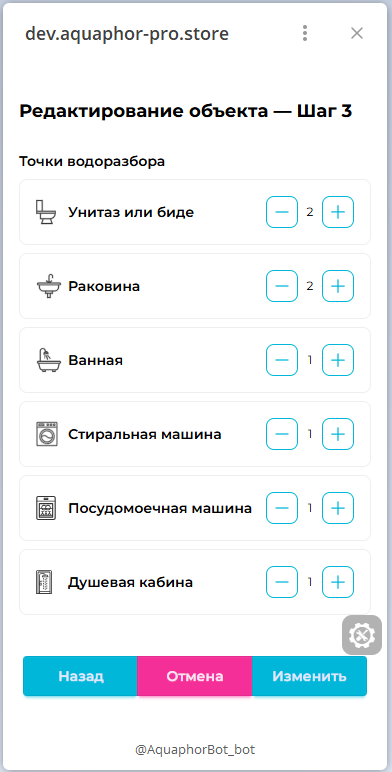 dev.aquaphor-pro.store
Редактирование объекта — Шаг 3
Точки водоразбора
Унитаз или биде
2
Раковина
2
Ванная
1
Стиральная машина
1
Посудомоечная машина
1
Душевая кабина
1
Назад
Отмена
Изменить
@AquaphorBot_bot